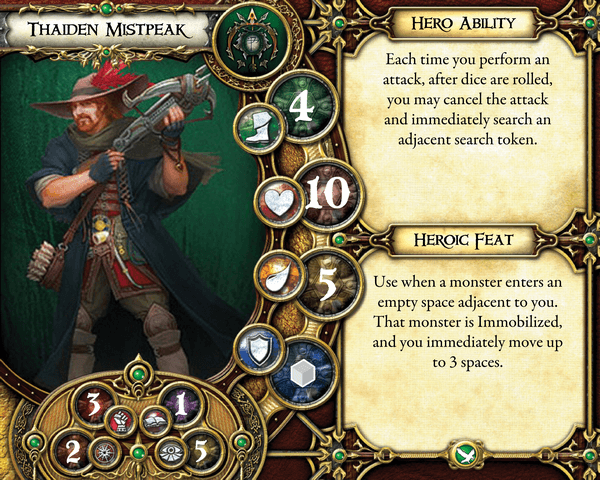 Thaiden Mistpeak
4
10
5
3
1
2
5
Hero Ability
Each time you perform an
attack, after dice are rolled,
you may cancel the attack
and immediately search an
adjacent search token.
Heroic Feat
Use when a monster enters an
empty space adjacent to you.
That monster is Immobilized,
and you immediately move up
to 3 spaces.